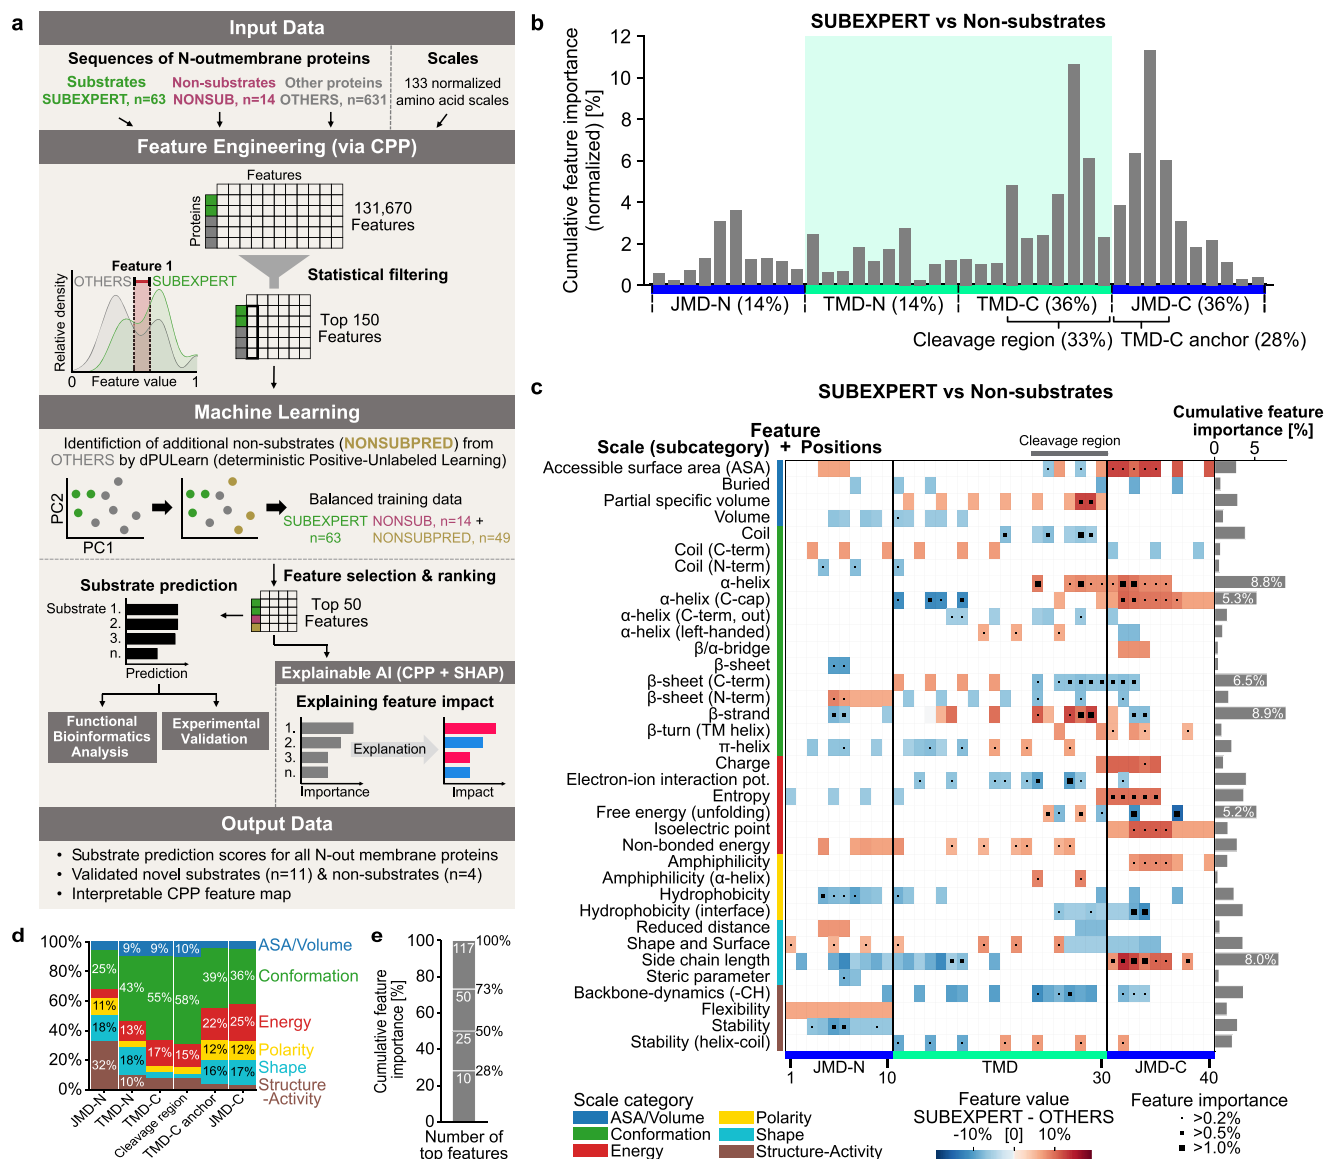 a
Input Data
Sequences of N-outmembrane proteins
Scales
Substrates
SUBEXPERT, n=63
Non-substrates
NONSUB, n=14
Other proteins
OTHERS, n=631
133 normalized
amino acid scales
Feature Engineering (via CPP)
Features
Proteins
131,670
Features
Statistical filtering
Feature 1
OTHERS
SUBEXPERT
Relative density
0
Feature value
1
Top 150
Features
Machine Learning
Identifiction of additional non-substrates (NONSUBPRED) from
OTHERS by dPULearn (deterministic Positive-Unlabeled Learning)
PC2
PC1
Balanced training data
SUBEXPERT NONSUB, n=14 +
n=63 NONSUBPRED, n=49
Substrate prediction
Feature selection & ranking
Substrate 1.
2.
3.
n.
Prediction
Top 50
Features
Functional
Bioinformatics
Analysis
Experimental
Validation
Explainable AI (CPP + SHAP)
Explaining feature impact
1.
2.
3.
n.
Explanation
Importance
Impact
Output Data
• Substrate prediction scores for all N-out membrane proteins
• Validated novel substrates (n=11) & non-substrates (n=4)
• Interpretable CPP feature map
b
SUBEXPERT vs Non-substrates
Cumulative feature importance
(normalized) [%]
12
10
8
6
4
2
0
JMD-N (14%)
TMD-N (14%)
TMD-C (36%)
JMD-C (36%)
Cleavage region (33%)
TMD-C anchor (28%)
c
SUBEXPERT vs Non-substrates
Feature
Scale (subcategory) + Positions
Cleavage region
Cumulative feature
importance [%]
0 5
Accessible surface area (ASA)
Buried
Partial specific volume
Volume
Coil
Coil (C-term)
Coil (N-term)
α-helix
8.8%
α-helix (C-cap)
5.3%
α-helix (C-term, out)
α-helix (left-handed)
β/α-bridge
β-sheet
β-sheet (C-term)
6.5%
β-sheet (N-term)
β-strand
8.9%
β-turn (TM helix)
π-helix
Charge
Electron-ion interaction pot.
Entropy
Free energy (unfolding)
5.2%
Isoelectric point
Non-bonded energy
Amphiphilicity
Amphiphilicity (α-helix)
Hydrophobicity
Hydrophobicity (interface)
Reduced distance
Shape and Surface
Side chain length
8.0%
Steric parameter
Backbone-dynamics (-CH)
Flexibility
Stability
Stability (helix-coil)
1
JMD-N
10
TMD
30
JMD-C
40
Scale category
ASA/Volume
Conformation
Energy
Polarity
Shape
Structure-Activity
Feature value
SUBEXPERT - OTHERS
-10% [0] 10%
Feature importance
>0.2%
>0.5%
>1.0%
d
100%
80%
60%
40%
20%
0%
25%
11%
18%
32%
9%
43%
13%
18%
10%
9%
55%
17%
10%
58%
15%
39%
22%
12%
16%
36%
25%
12%
17%
ASA/Volume
Conformation
Energy
Polarity
Shape
Structure
-Activity
JMD-N
TMD-N
TMD-C
Cleavage region
TMD-C anchor
JMD-C
e
Cumulative feature
importance [%]
100
80
60
40
20
0
117
50
25
10
100%
73%
50%
28%
Number of
top features